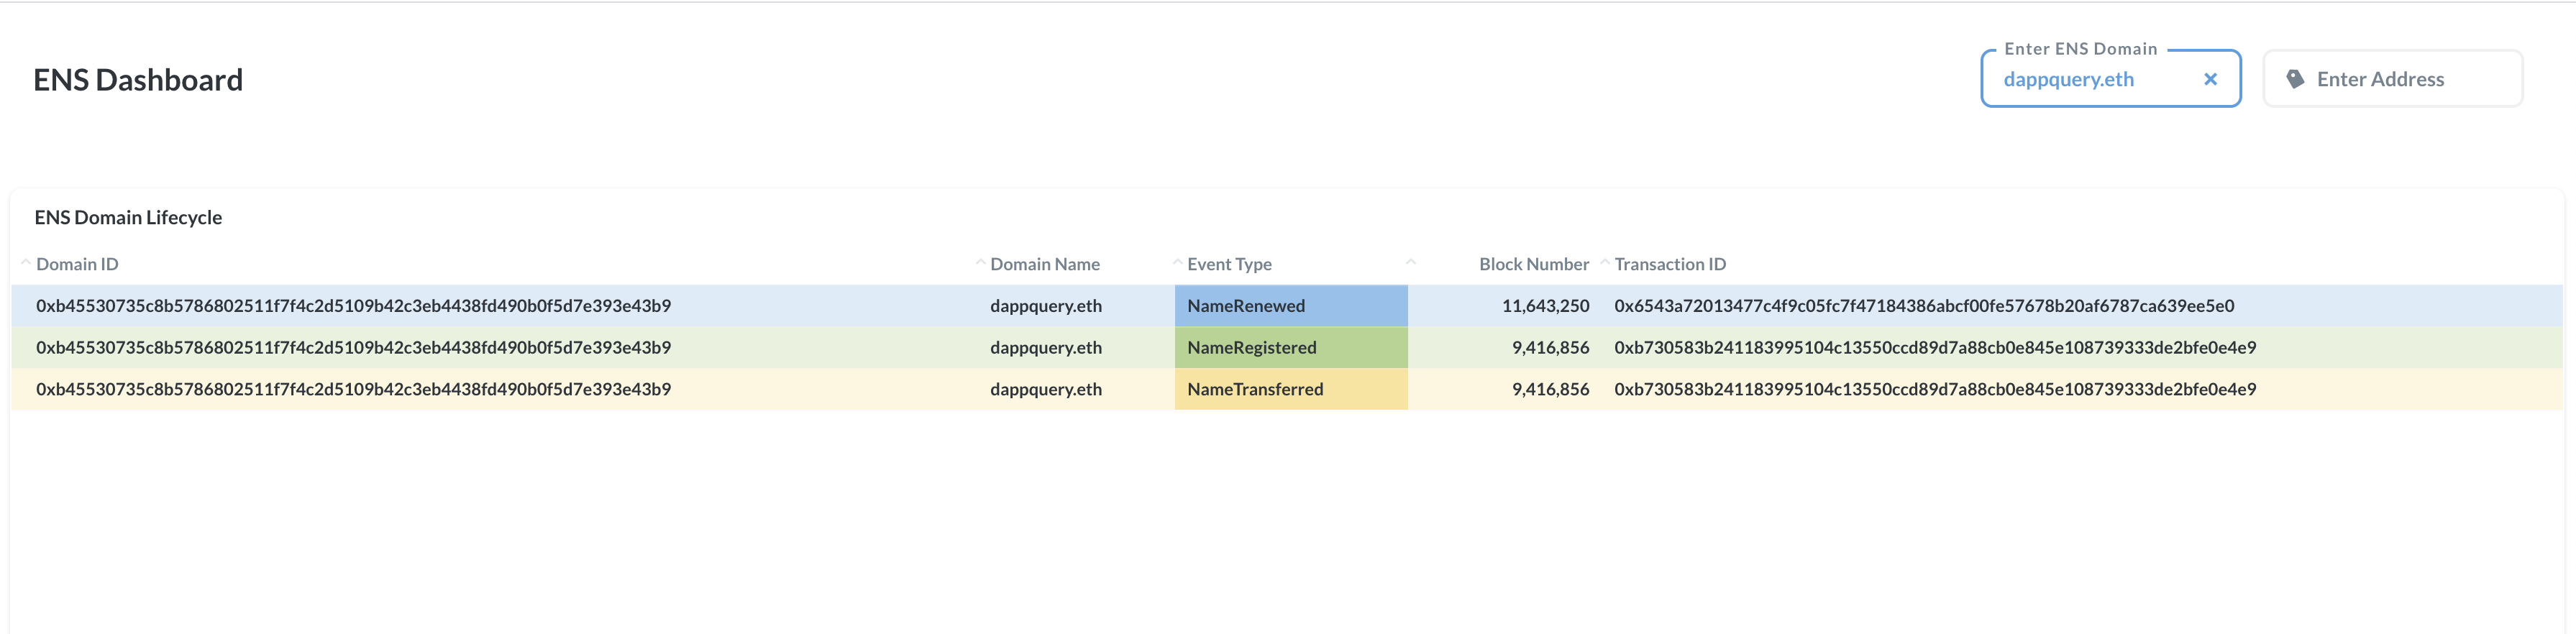 Enter ENS Domain
ENS Dashboard dappquery.eth × Enter Address
ENS Domain Lifecycle
Domain ID Domain Name Event Type Block Number Transaction ID
0xb45530735c8b5786802511f7f4c2d5109b42c3eb4438fd490b0f5d7e393e43b9 dappquery.eth NameRenewed 11,643,250 0x6543a72013477c4f9c05fc7f47184386abcf00fe57678b20af6787ca639ee5e0
0xb45530735c8b5786802511f7f4c2d5109b42c3eb4438fd490b0f5d7e393e43b9 dappquery.eth NameRegistered 9,416,856 0xb730583b241183995104c13550ccd89d7a88cb0e845e108739333de2bfe0e4e9
0xb45530735c8b5786802511f7f4c2d5109b42c3eb4438fd490b0f5d7e393e43b9 dappquery.eth NameTransferred 9,416,856 0xb730583b241183995104c13550ccd89d7a88cb0e845e108739333de2bfe0e4e9